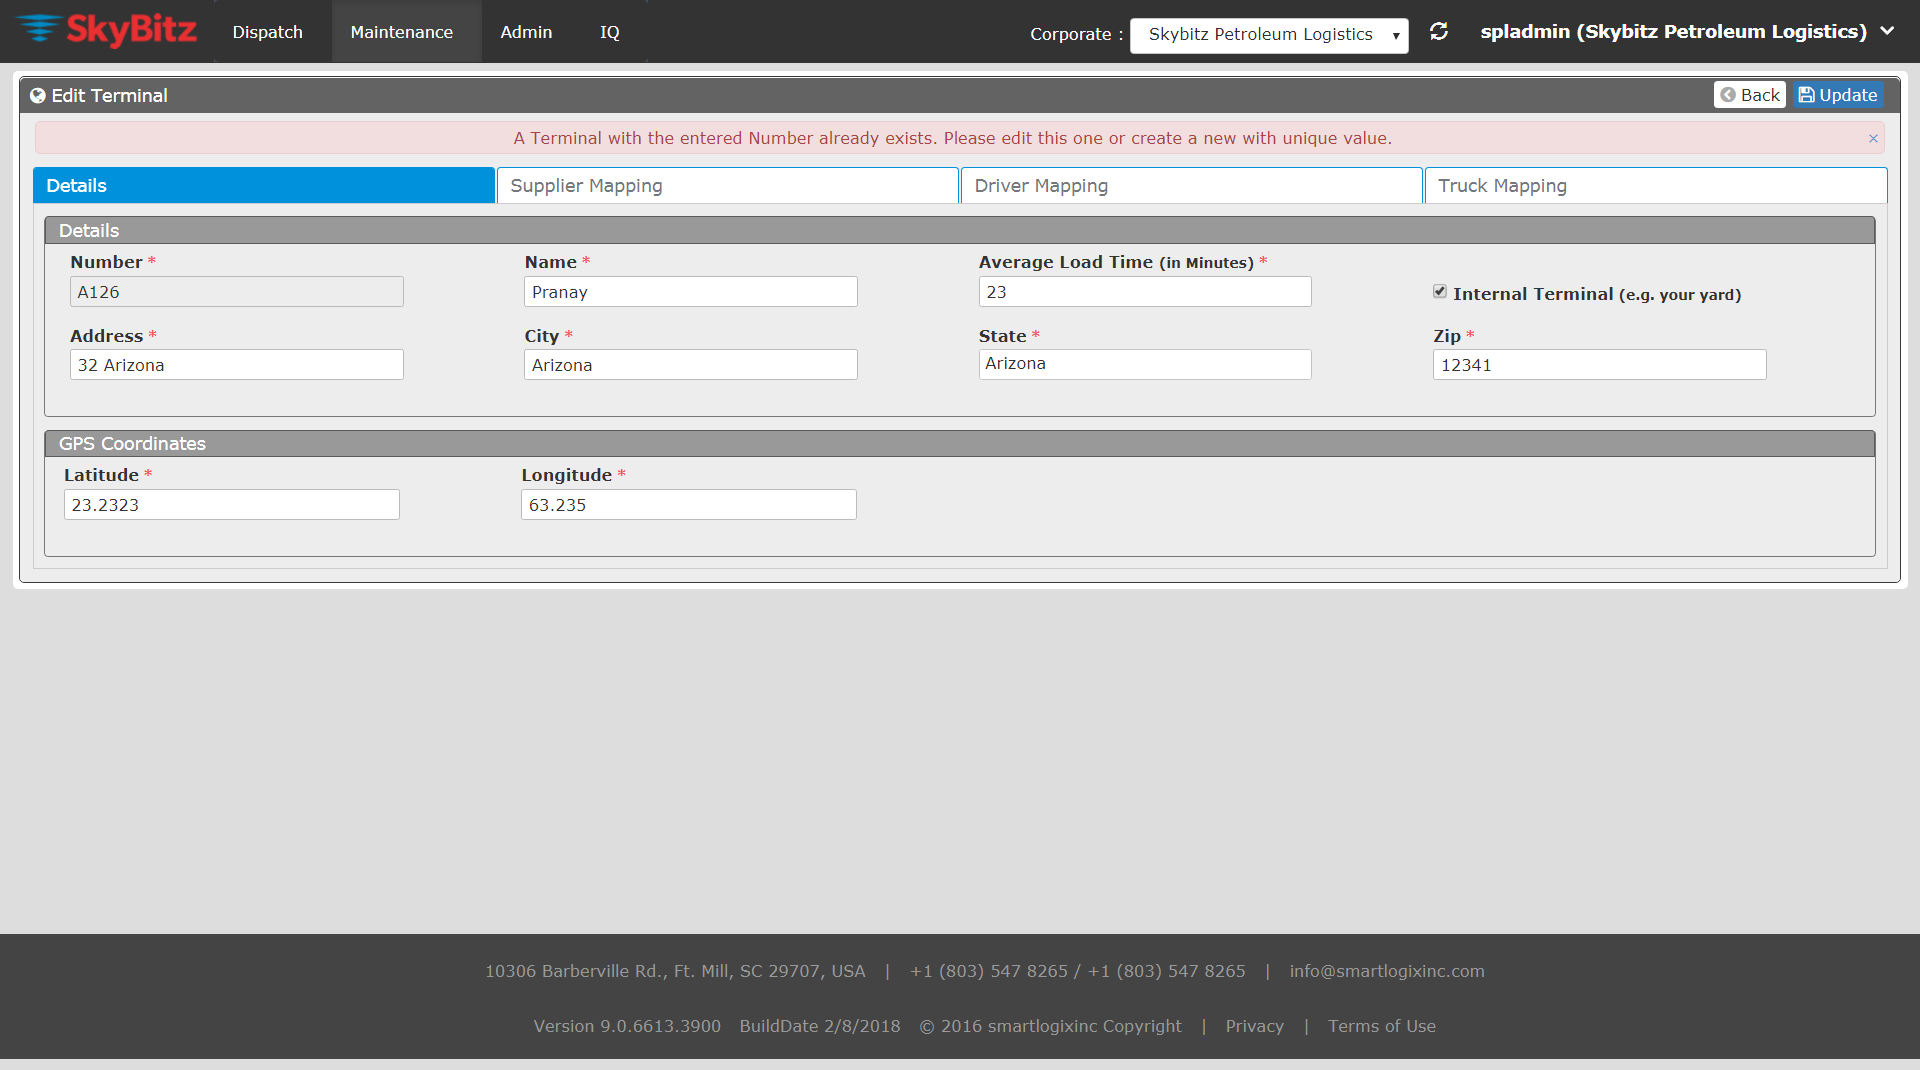 SkyBitz Dispatch Maintenance Admin IQ Corporate : Skybitz Petroleum Logistics spladmin (Skybitz Petroleum Logistics)
Edit Terminal Back Update
A Terminal with the entered Number already exists. Please edit this one or create a new with unique value. ×
Details Supplier Mapping Driver Mapping Truck Mapping
Details
Number * Name * Average Load Time (in Minutes) *
A126 Pranay 23 Internal Terminal (e.g. your yard)
Address * City * State * Zip *
32 Arizona Arizona Arizona 12341
GPS Coordinates
Latitude * Longitude *
23.2323 63.235
10306 Barberville Rd., Ft. Mill, SC 29707, USA | +1 (803) 547 8265 / +1 (803) 547 8265 | info@smartlogixinc.com
Version 9.0.6613.3900 BuildDate 2/8/2018 © 2016 smartlogixinc Copyright | Privacy | Terms of Use